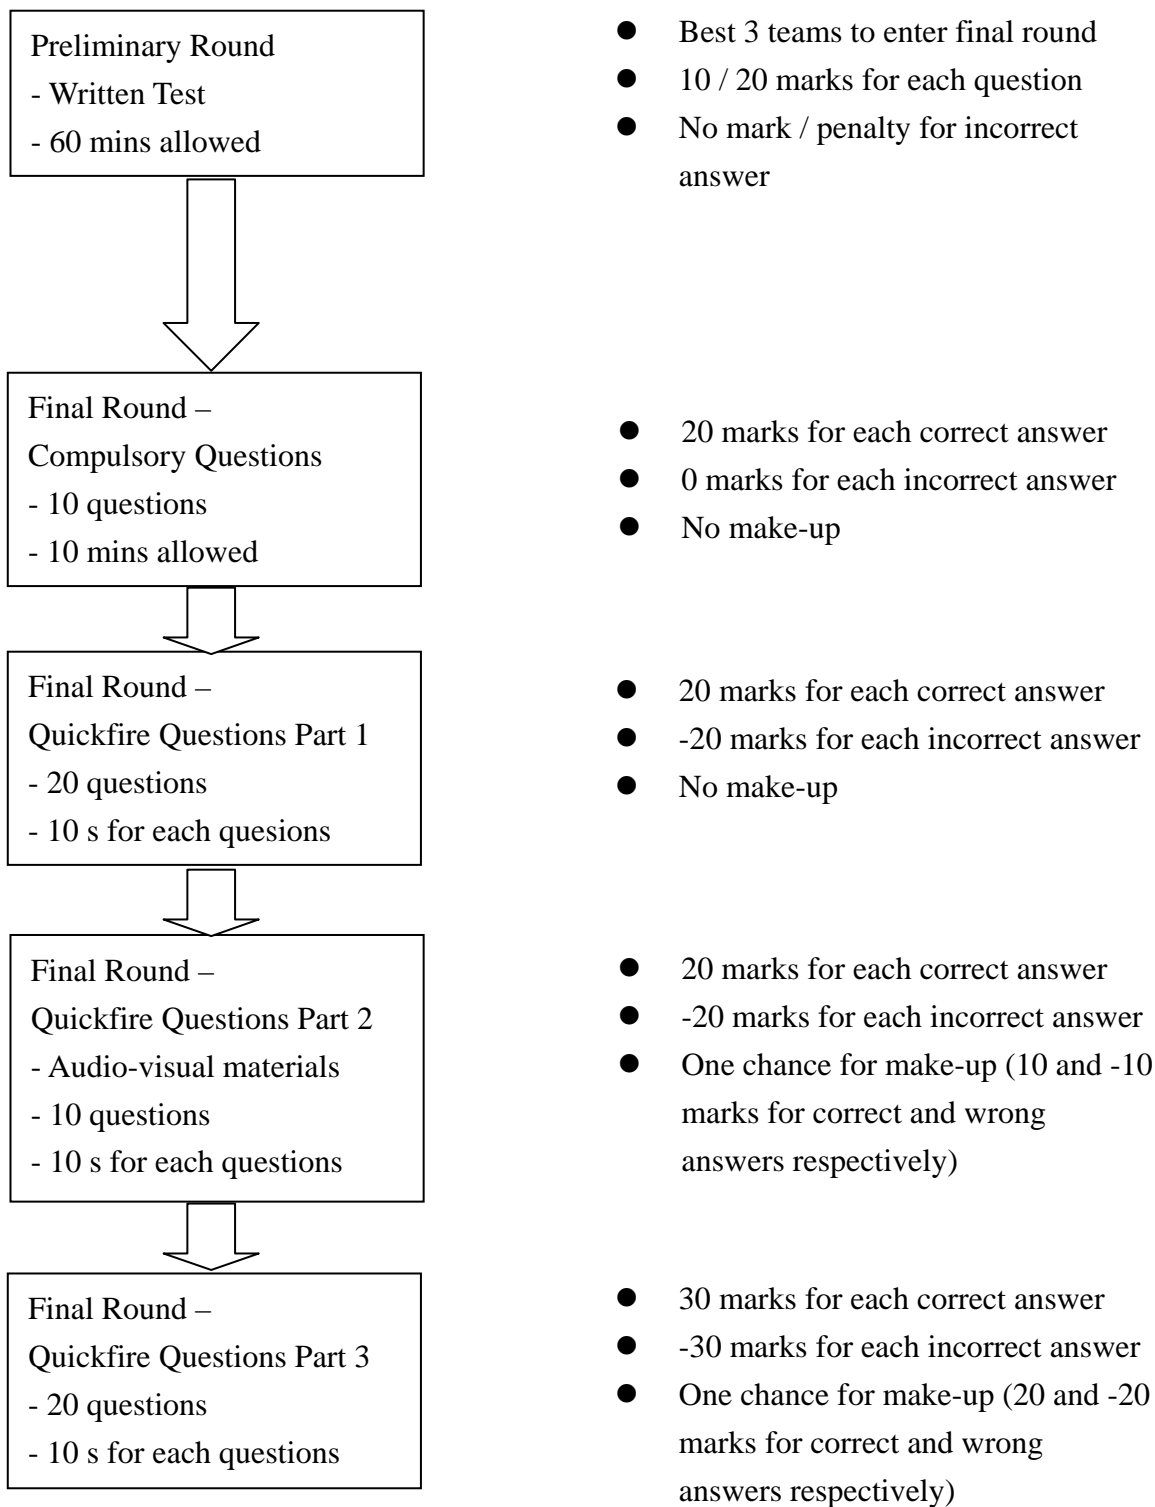 Preliminary Round
- Written Test
- 60 mins allowed
● Best 3 teams to enter final round
● 10 / 20 marks for each question
● No mark / penalty for incorrect
answer
Final Round –
Compulsory Questions
- 10 questions
- 10 mins allowed
● 20 marks for each correct answer
● 0 marks for each incorrect answer
● No make-up
Final Round –
Quickfire Questions Part 1
- 20 questions
- 10 s for each quesions
● 20 marks for each correct answer
● -20 marks for each incorrect answer
● No make-up
Final Round –
Quickfire Questions Part 2
- Audio-visual materials
- 10 questions
- 10 s for each questions
● 20 marks for each correct answer
● -20 marks for each incorrect answer
● One chance for make-up (10 and -10
marks for correct and wrong
answers respectively)
Final Round –
Quickfire Questions Part 3
- 20 questions
- 10 s for each questions
● 30 marks for each correct answer
● -30 marks for each incorrect answer
● One chance for make-up (20 and -20
marks for correct and wrong
answers respectively)